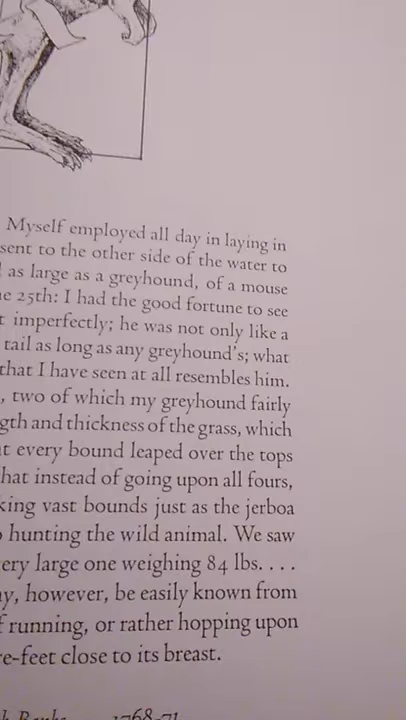 Myself employed all day in laying in
sent to the other side of the water to
as large as a greyhound, of a mouse
25th: I had the good fortune to see
imperfectly; he was not only like a
tail as long as any greyhound's; what
that I have seen at all resembles him.
, two of which my greyhound fairly
gth and thickness of the grass, which
t every bound leaped over the tops
hat instead of going upon all fours,
king vast bounds just as the jerboa
hunting the wild animal. We saw
ery large one weighing 84 lbs. . . .
y, however, be easily known from
f running, or rather hopping upon
e-feet close to its breast.
1768-71